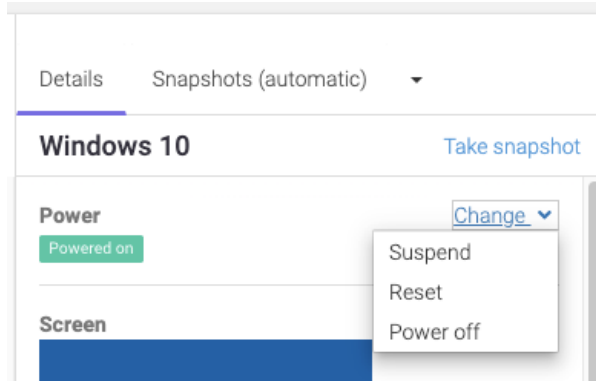 Details Snapshots (automatic)
Windows 10 Take snapshot
Power Change
Powered on
Suspend
Reset
Screen
Power off